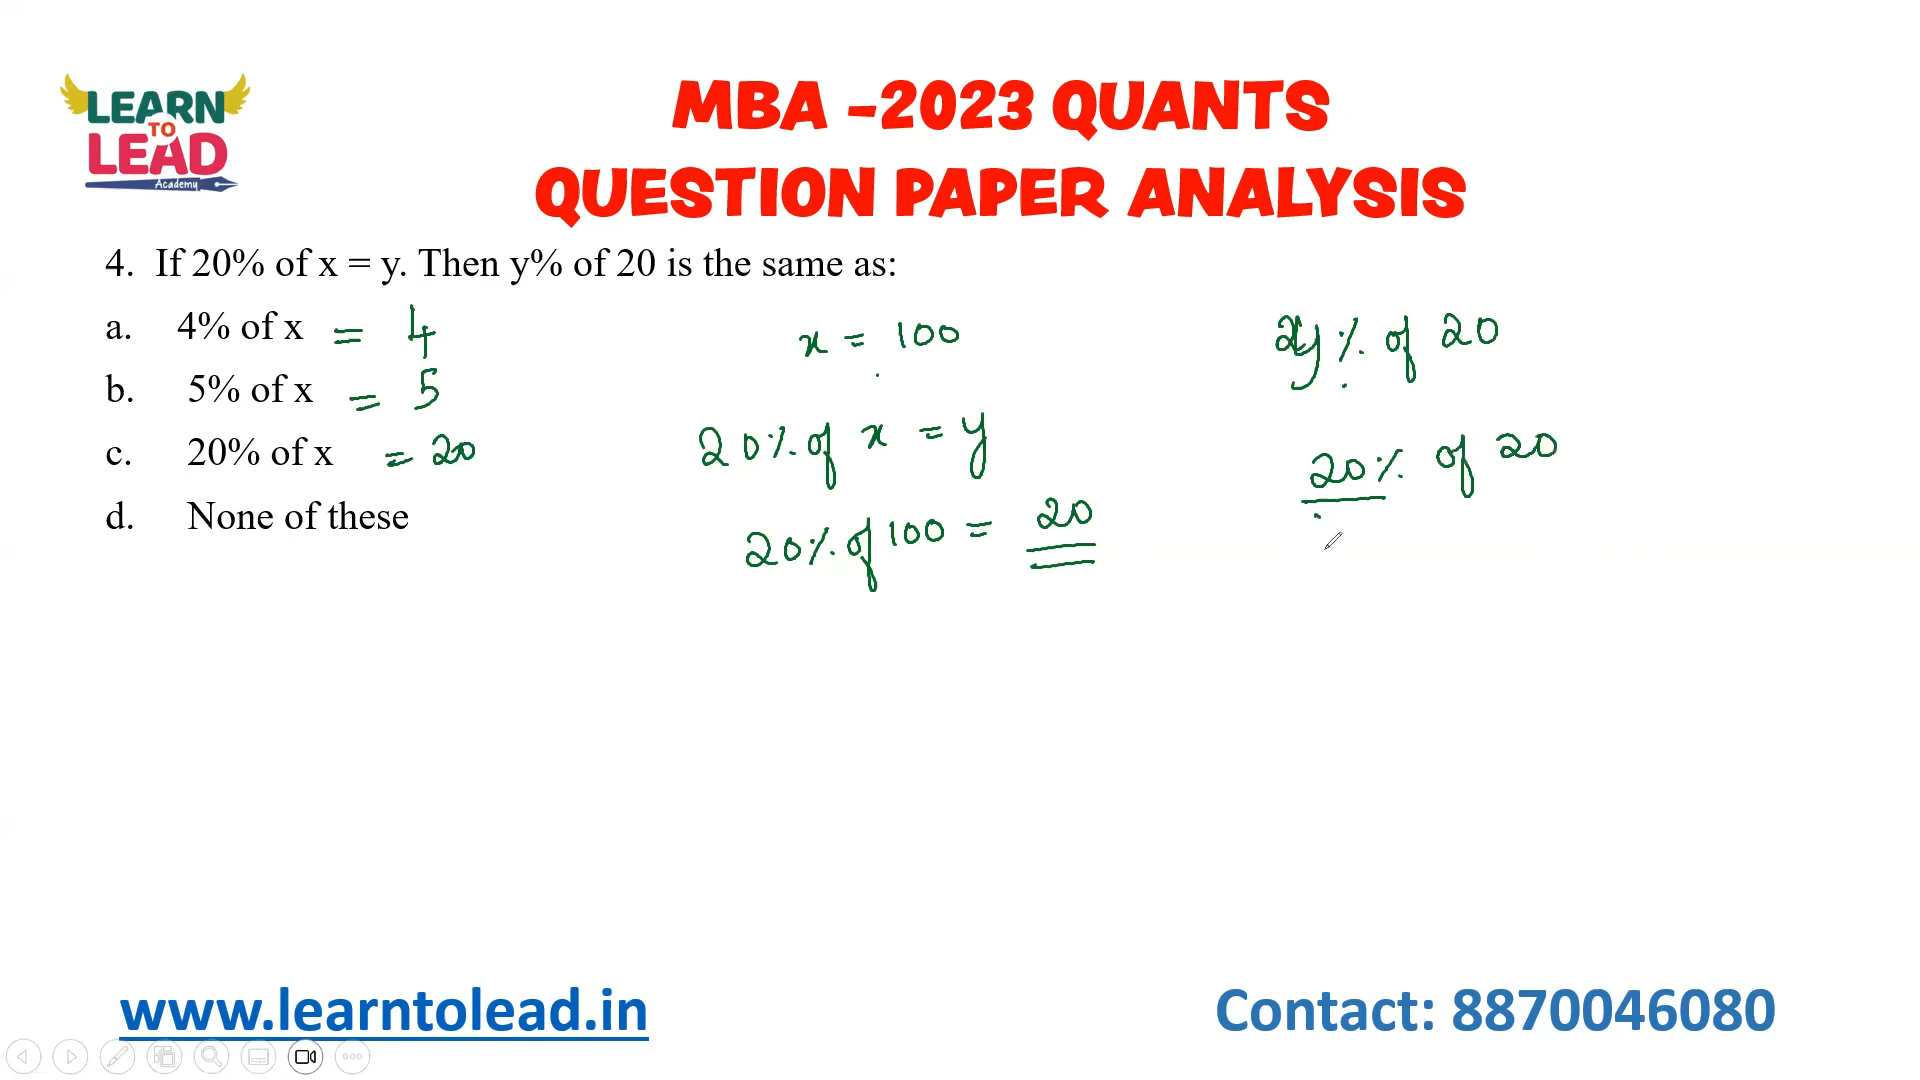 LEARN
TO
LEAD
Academy
MBA -2023 QUANTS
QUESTION PAPER ANALYSIS
4. If 20% of x = y. Then y% of 20 is the same as:
a. 4% of x = 4
b. 5% of x = 5
c. 20% of x = 20
d. None of these
x = 100
20% of x = y
20% of 100 = 20
y% of 20
20% of 20
www.learntolead.in
Contact: 8870046080